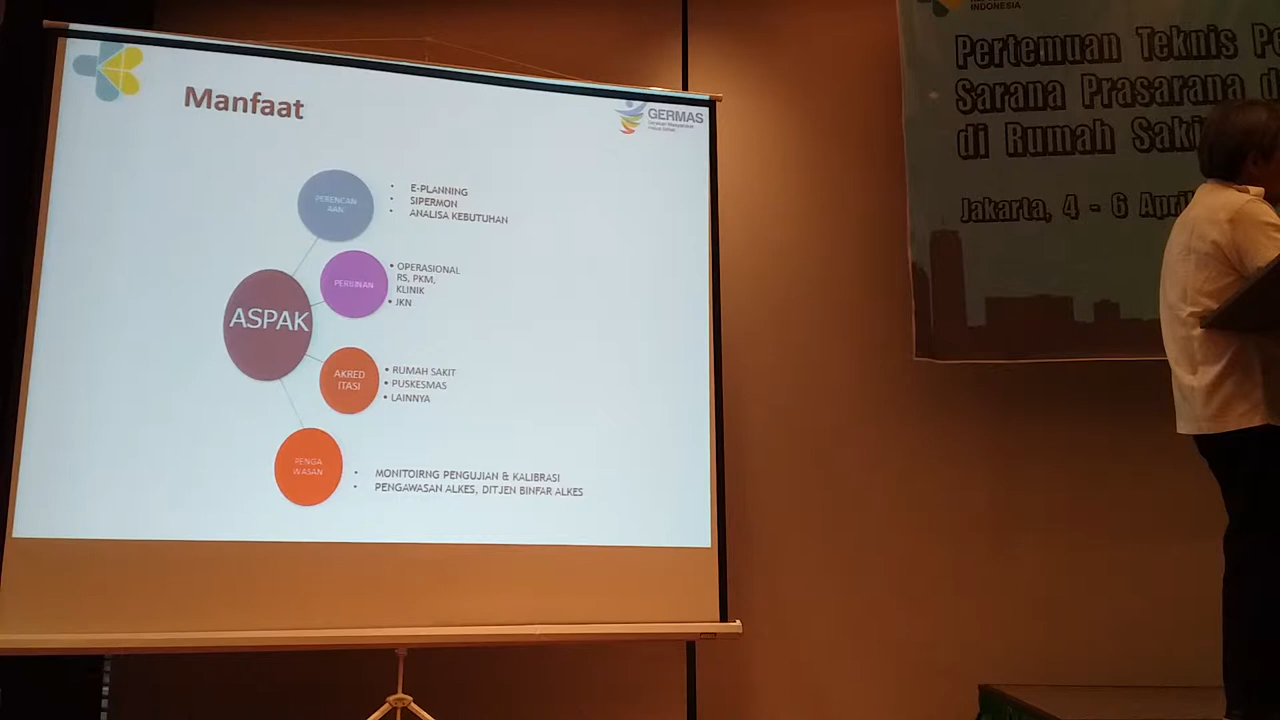 Manfaat
GERMAS
PERENCAN
AAN
• E-PLANNING
• SIPERMON
• ANALISA KEBUTUHAN
PERIJINAN
• OPERASIONAL
RS, PKM,
KLINIK
• JKN
ASPAK
AKRED
ITASI
• RUMAH SAKIT
• PUSKESMAS
• LAINNYA
PENGA
WASAN
• MONITOIRNG PENGUJIAN & KALIBRASI
• PENGAWASAN ALKES, DITJEN BINFAR ALKES
INDONESIA
Pertemuan Teknis Pe
Sarana Prasarana d
di Rumah Saki
Jakarta, 4 - 6 April